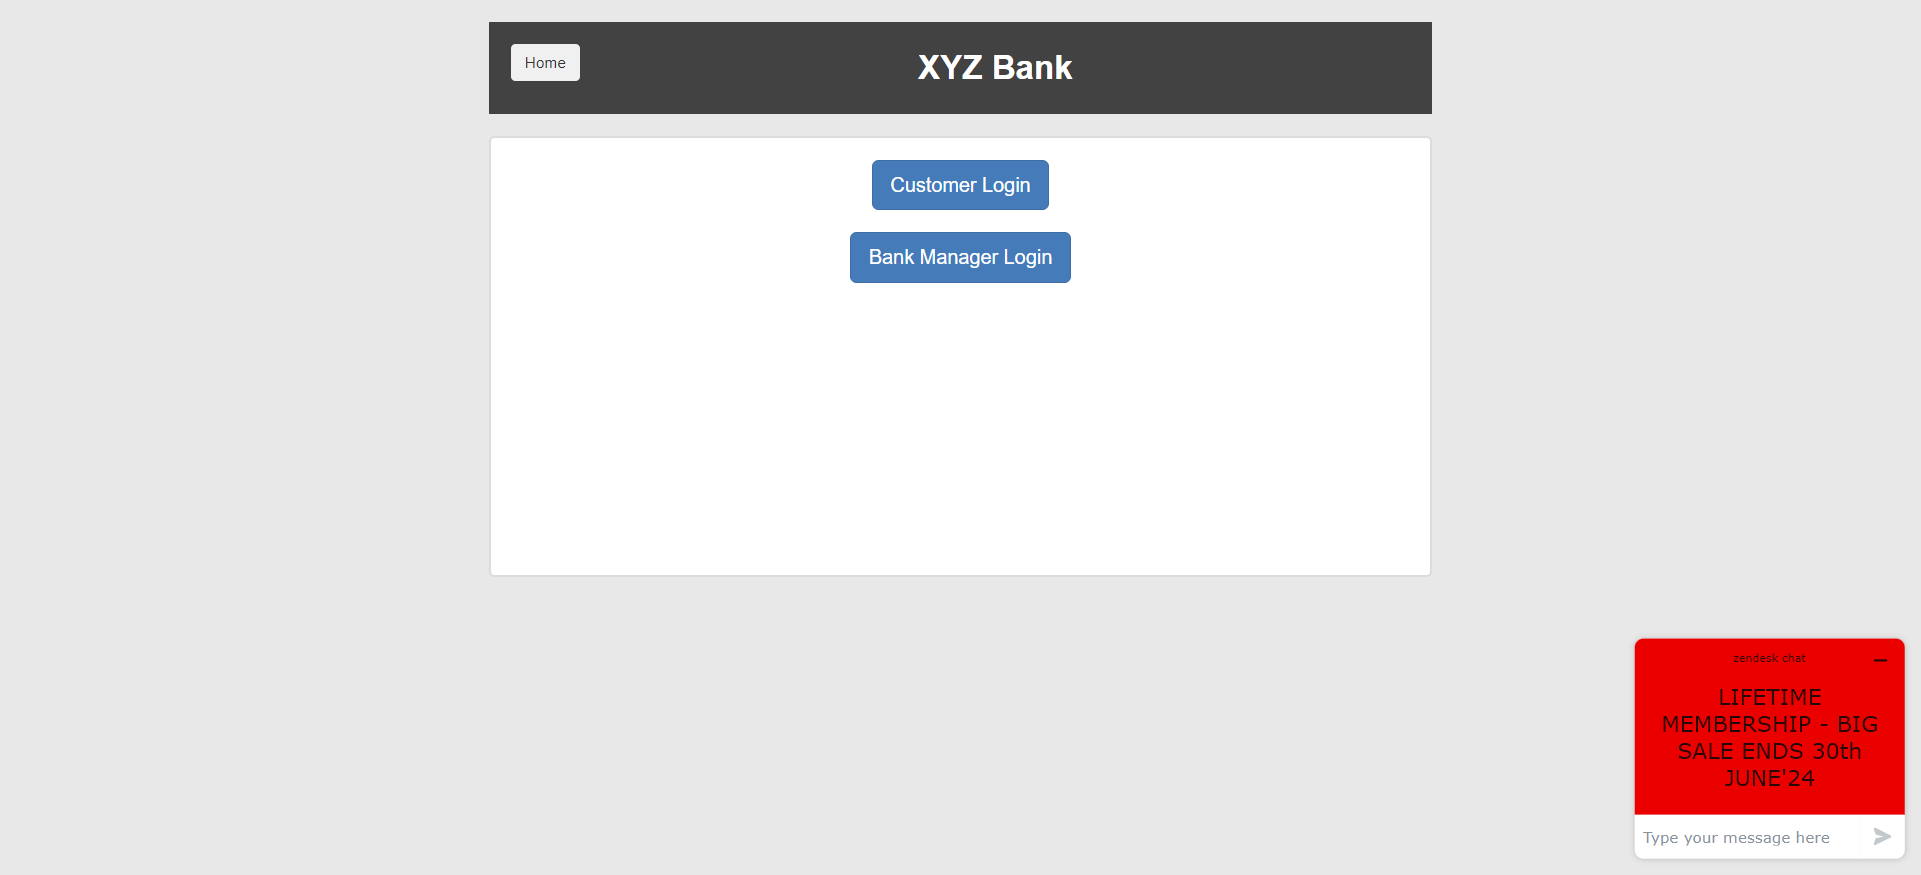 Home
XYZ Bank
Customer Login
Bank Manager Login
zendesk chat
LIFETIME
MEMBERSHIP - BIG
SALE ENDS 30th
JUNE'24
Type your message here